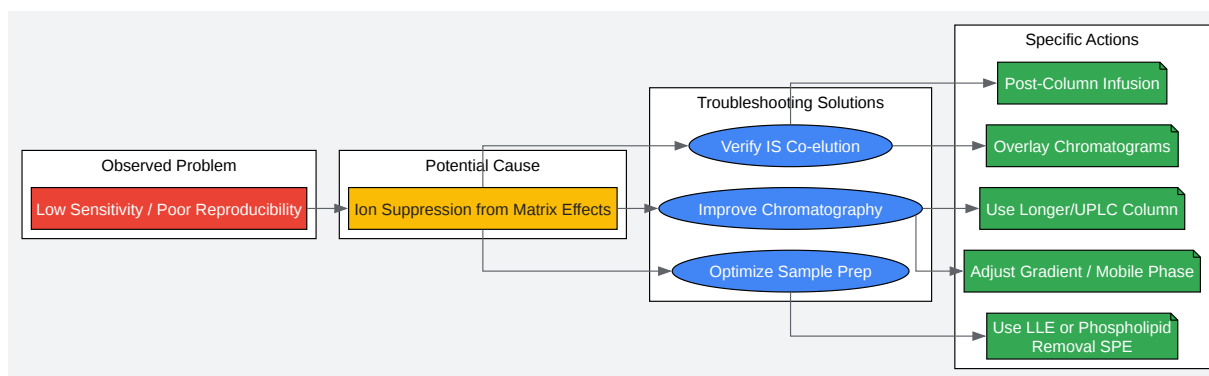 Observed Problem
Low Sensitivity / Poor Reproducibility
Potential Cause
Ion Suppression from Matrix Effects
Troubleshooting Solutions
Verify IS Co-elution
Improve Chromatography
Optimize Sample Prep
Specific Actions
Post-Column Infusion
Overlay Chromatograms
Use Longer/UPLC Column
Adjust Gradient / Mobile Phase
Use LLE or Phospholipid
Removal SPE